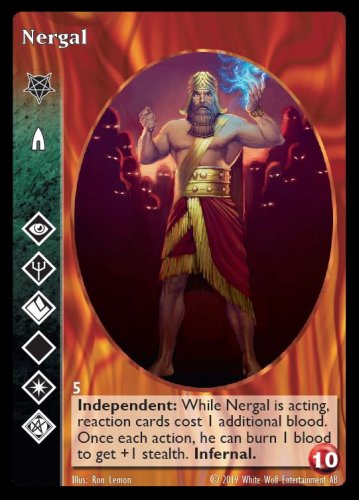 Nergal
5
Independent: While Nergal is acting,
reaction cards cost 1 additional blood.
Once each action, he can burn 1 blood
to get +1 stealth. Infernal.
10
Illus: Ron Lemon © 2019 White Wolf Entertainment AB